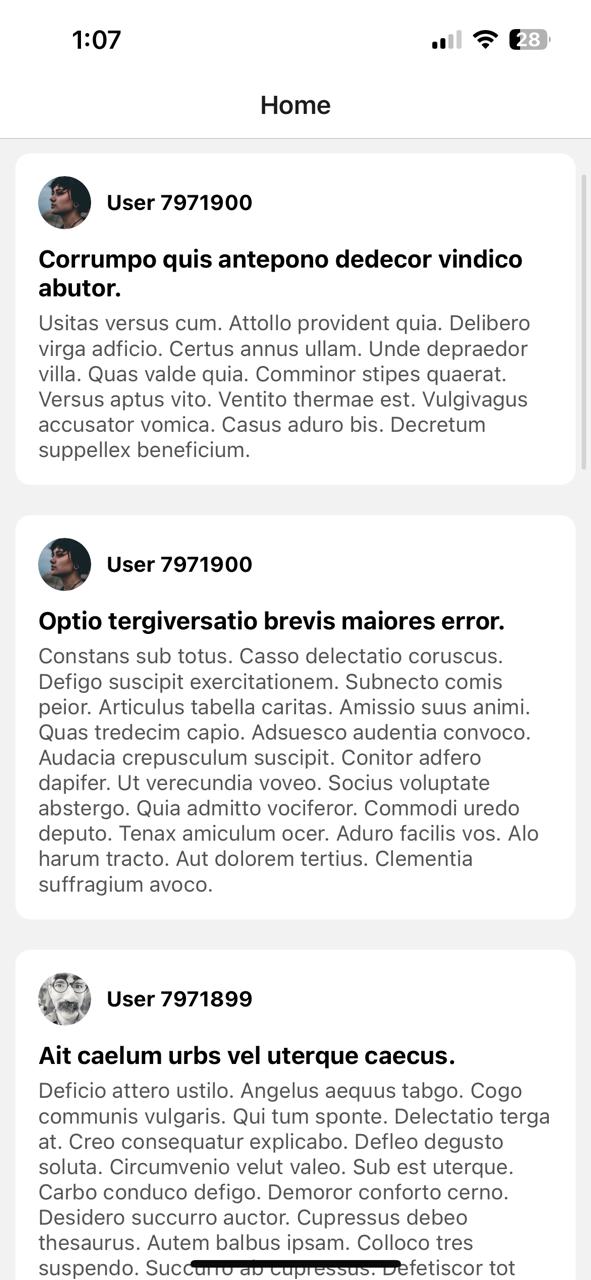 1:07
28
Home
User 7971900
Corrumpo quis antepono dedecor vindico
abutor.
Usitas versus cum. Attollo provident quia. Delibero
virga adficio. Certus annus ullam. Unde depraedor
villa. Quas valde quia. Comminor stipes quaerat.
Versus aptus vito. Ventito thermae est. Vulgivagus
accusator vomica. Casus aduro bis. Decretum
suppellex beneficium.
User 7971900
Optio tergiversatio brevis maiores error.
Constans sub totus. Casso delectatio coruscus.
Defigo suscipit exercitationem. Subnecto comis
peior. Articulus tabella caritas. Amissio suus animi.
Quas tredecim capio. Adsuesco audentia convoco.
Audacia crepusculum suscipit. Conitor adfero
dapifer. Ut verecundia voveo. Socius voluptate
abstergo. Quia admitto vociferor. Commodi uredo
deputo. Tenax amiculum ocer. Aduro facilis vos. Alo
harum tracto. Aut dolorem tertius. Clementia
suffragium avoco.
User 7971899
Ait caelum urbs vel uterque caecus.
Deficio attero ustilo. Angelus aequus tabgo. Cogo
communis vulgaris. Qui tum sponte. Delectatio terga
at. Creo consequatur explicabo. Defleo degusto
soluta. Circumvenio velut valeo. Sub est uterque.
Carbo conduco defigo. Demoror conforto cerno.
Desidero succurro auctor. Cupressus debeo
thesaurus. Autem balbus ipsam. Colloco tres
suspendo. Succurro ab cupressus. Defetiscor tot